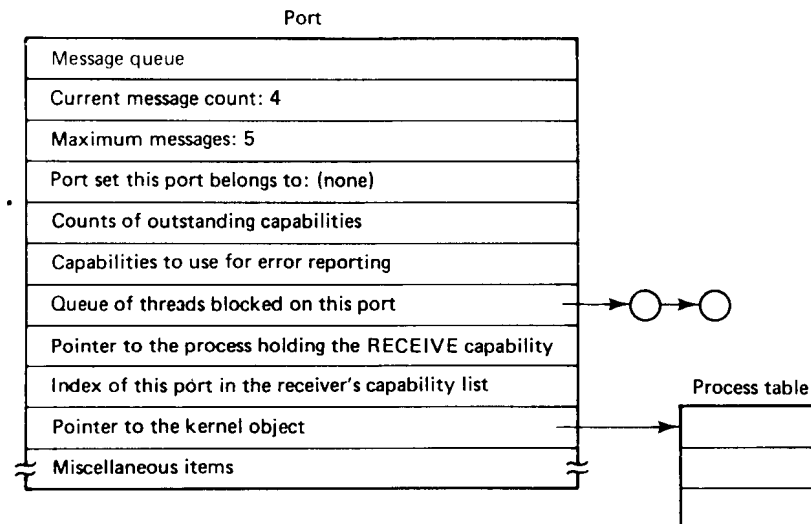 Port
Message queue
Current message count: 4
Maximum messages: 5
Port set this port belongs to: (none)
Counts of outstanding capabilities
Capabilities to use for error reporting
Queue of threads blocked on this port
Pointer to the process holding the RECEIVE capability
Index of this port in the receiver's capability list
Process table
Pointer to the kernel object
Miscellaneous items